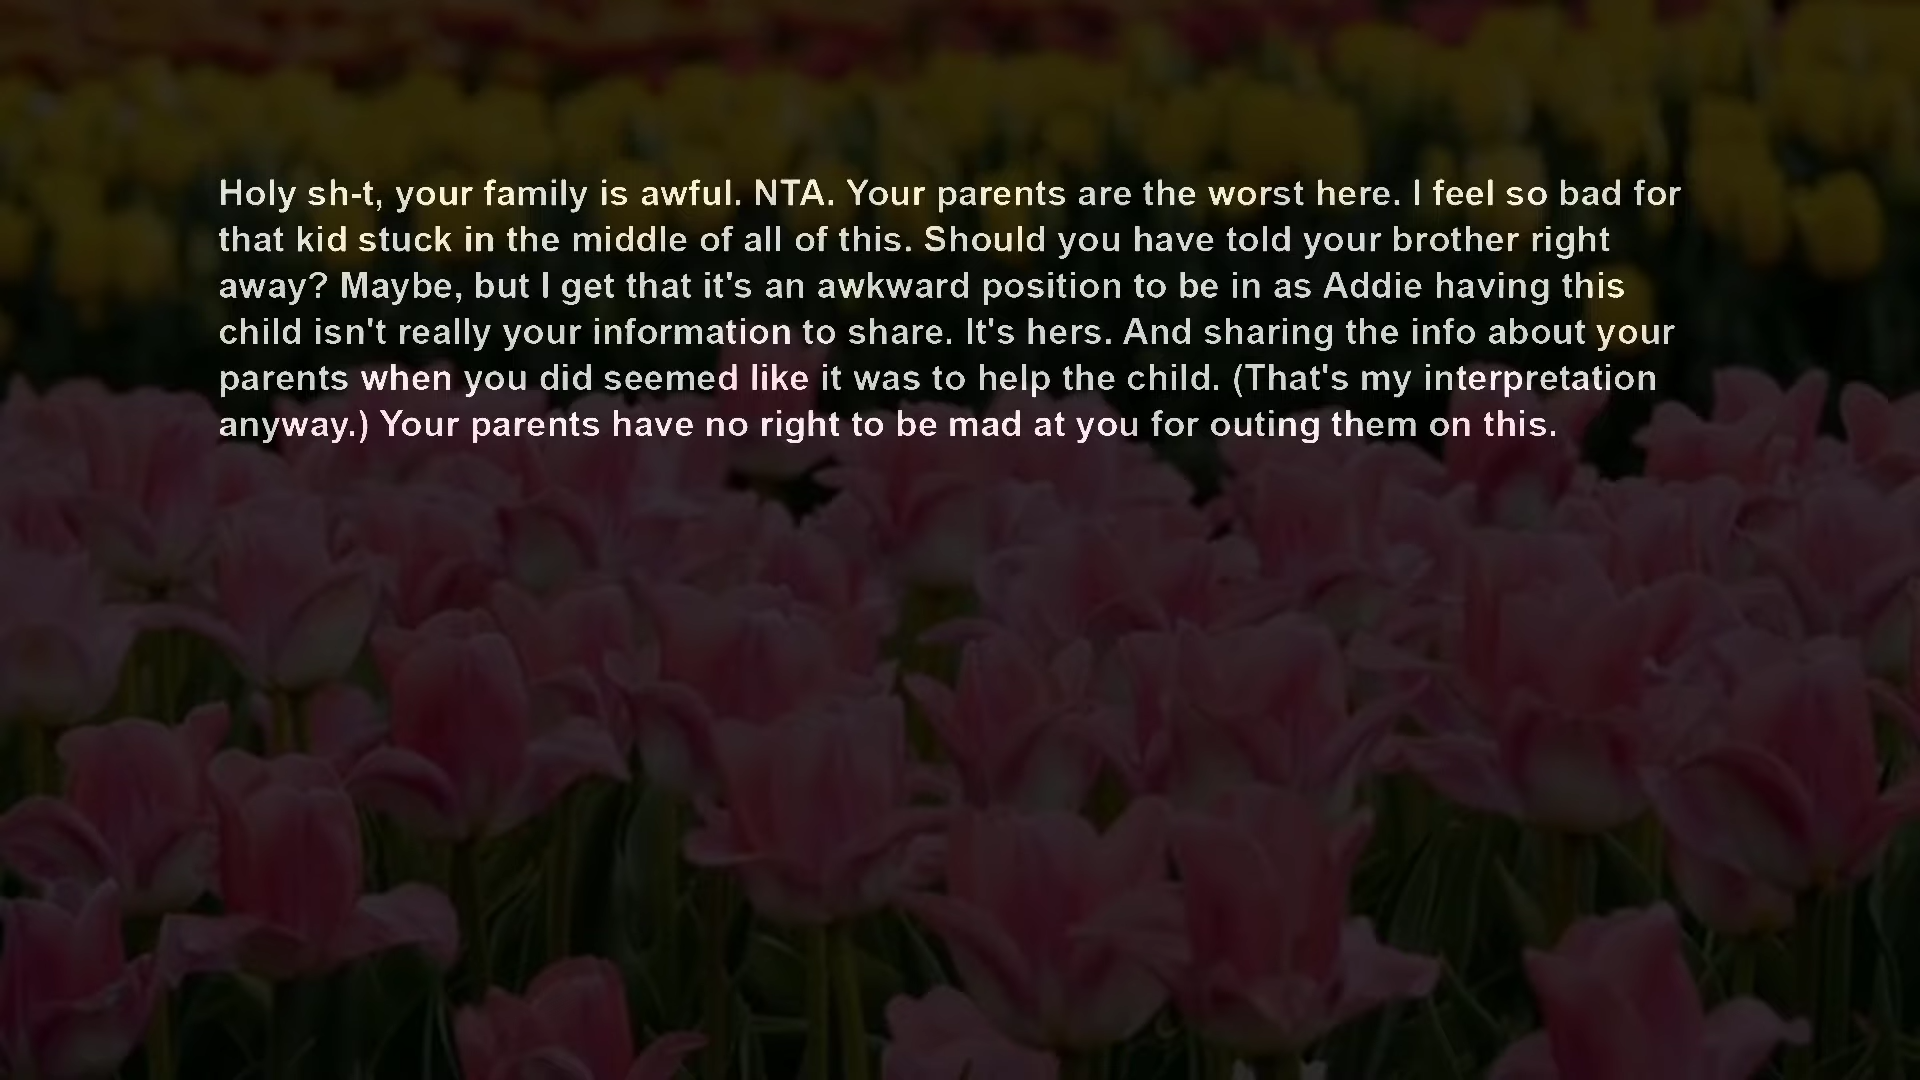 Holy sh-t, your family is awful. NTA. Your parents are the worst here. I feel so bad for
that kid stuck in the middle of all of this. Should you have told your brother right
away? Maybe, but I get that it's an awkward position to be in as Addie having this
child isn't really your information to share. It's hers. And sharing the info about your
parents when you did seemed like it was to help the child. (That's my interpretation
anyway.) Your parents have no right to be mad at you for outing them on this.